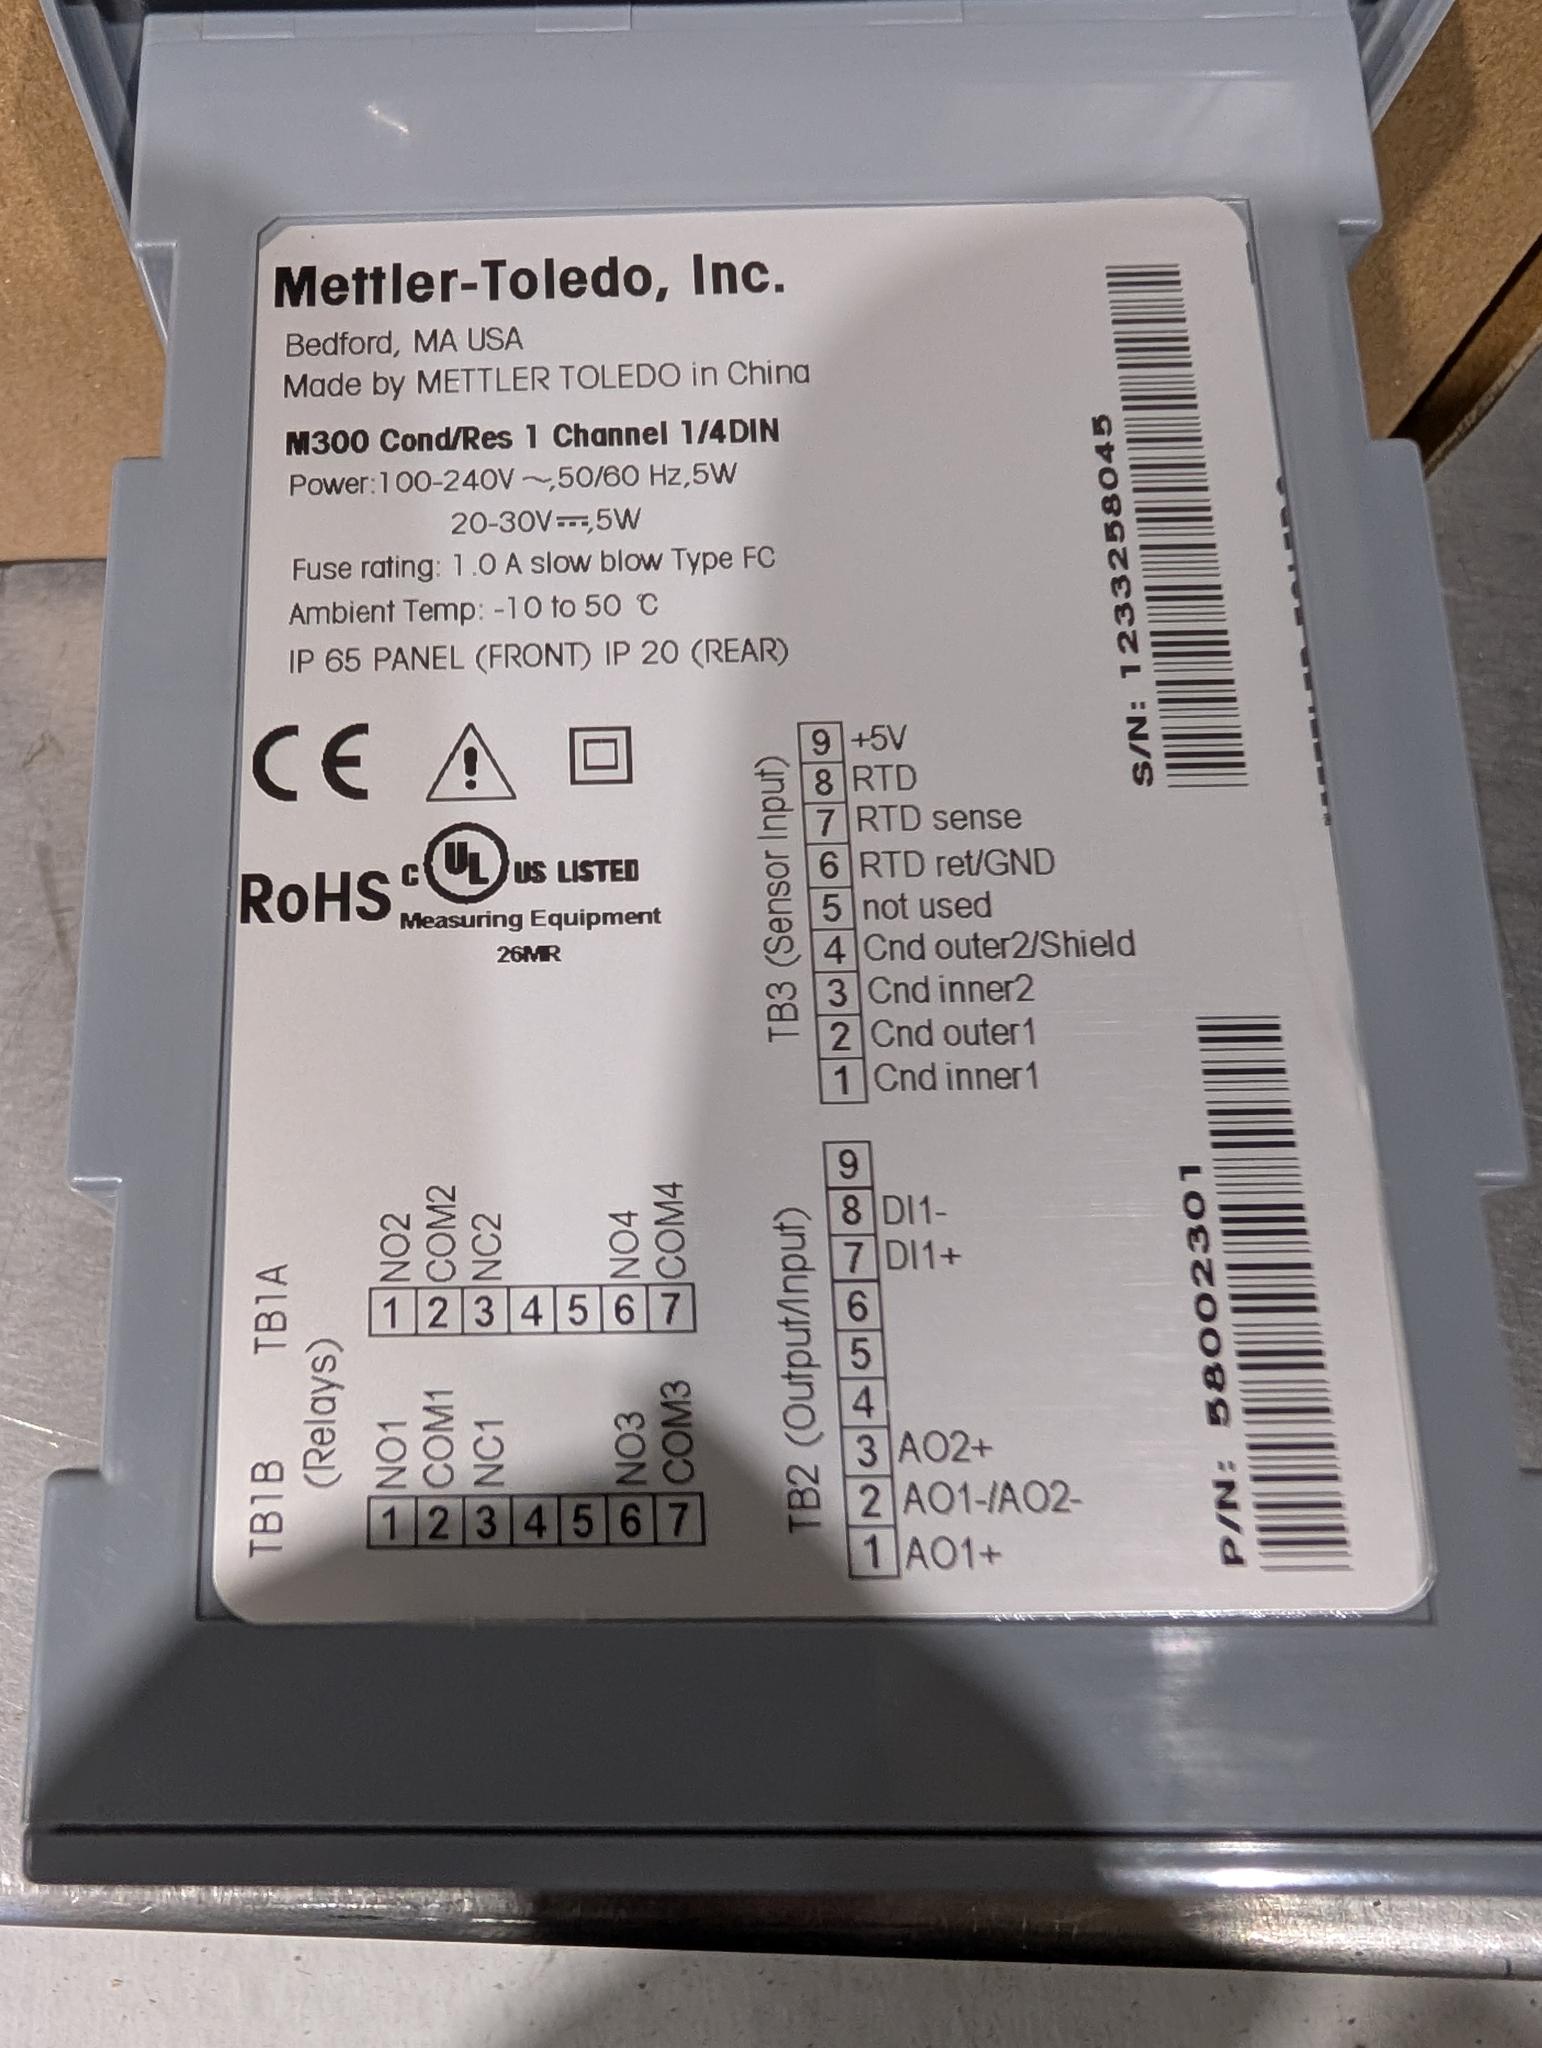 Mettler-Toledo, Inc.
Bedford, MA USA
Made by METTLER TOLEDO in China
M300 Cond/Res 1 Channel 1/4DIN
Power:100-240V ~,50/60 Hz,5W
20-30V⎓,5W
Fuse rating: 1.0 A slow blow Type FC
Ambient Temp: -10 to 50 ℃
IP 65 PANEL (FRONT) IP 20 (REAR)
CE
RoHS
C UL US LISTED
Measuring Equipment
26MR
S/N: 1233258045
TB3 (Sensor Input)
9 +5V
8 RTD
7 RTD sense
6 RTD ret/GND
5 not used
4 Cnd outer2/Shield
3 Cnd inner2
2 Cnd outer1
1 Cnd inner1
TB1A
NO2 COM2 NC2 NO4 COM4
1 2 3 4 5 6 7
(Relays)
TB1B
NO1 COM1 NC1 NO3 COM3
1 2 3 4 5 6 7
TB2 (Output/Input)
9
8 DI1-
7 DI1+
6
5
4
3 AO2+
2 AO1-/AO2-
1 AO1+
P/N: 58002301